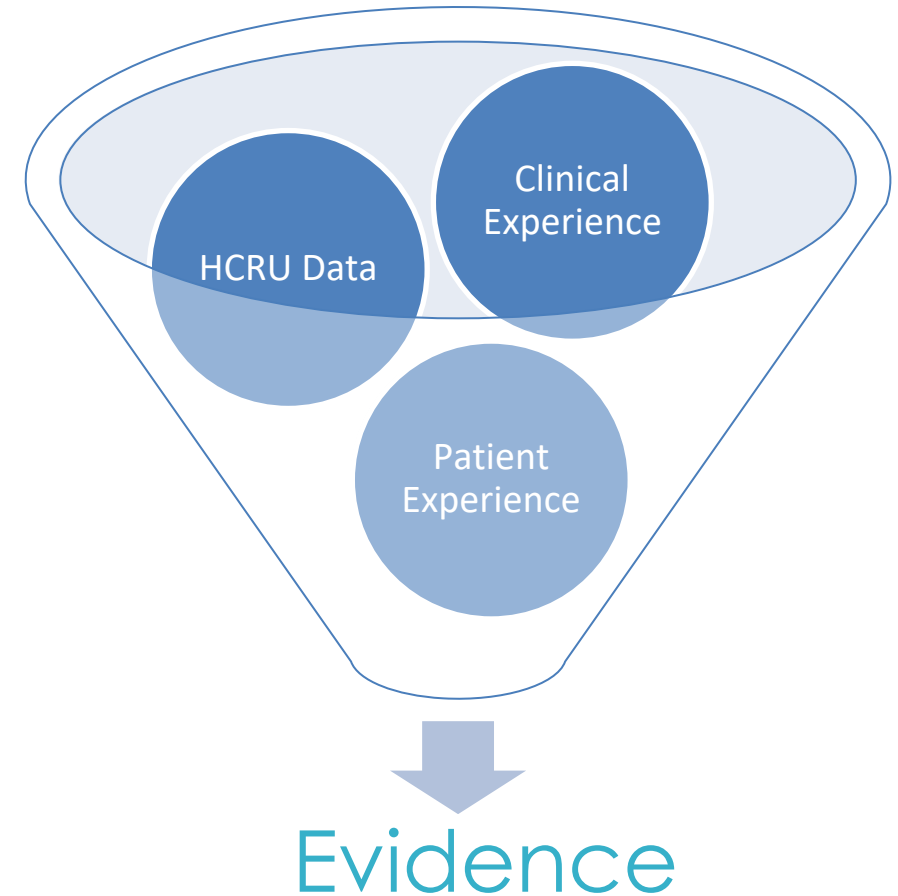 Clinical
Experience
HCRU Data
Patient
Experience
Evidence